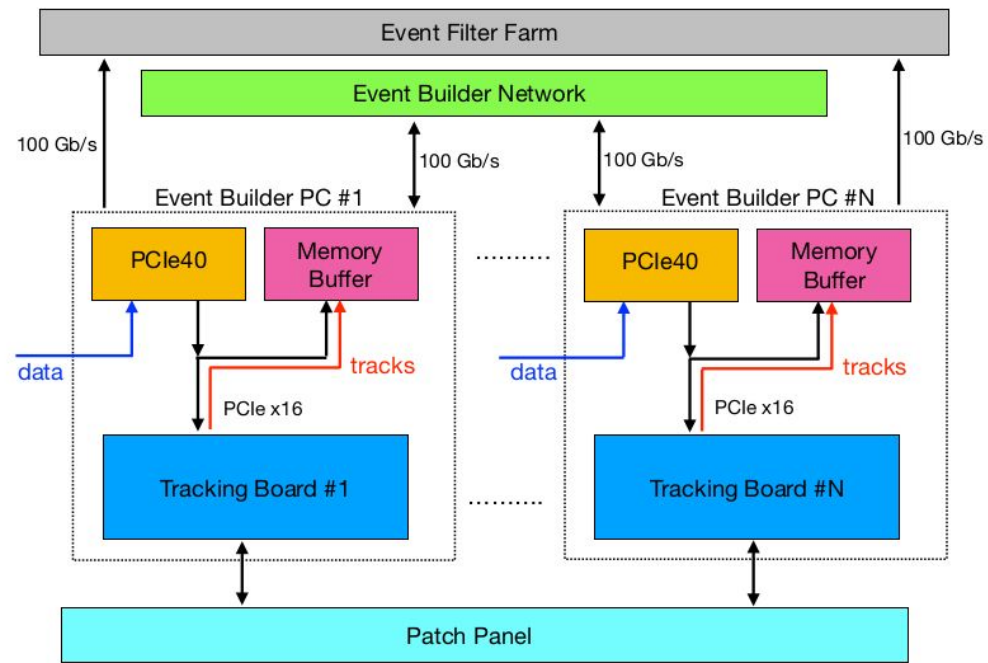 Event Filter Farm
Event Builder Network
100 Gb/s
100 Gb/s
100 Gb/s
100 Gb/s
Event Builder PC #1
Event Builder PC #N
PCIe40
Memory
Buffer
..........
PCIe40
Memory
Buffer
data
tracks
data
tracks
PCIe x16
PCIe x16
Tracking Board #1
..........
Tracking Board #N
Patch Panel